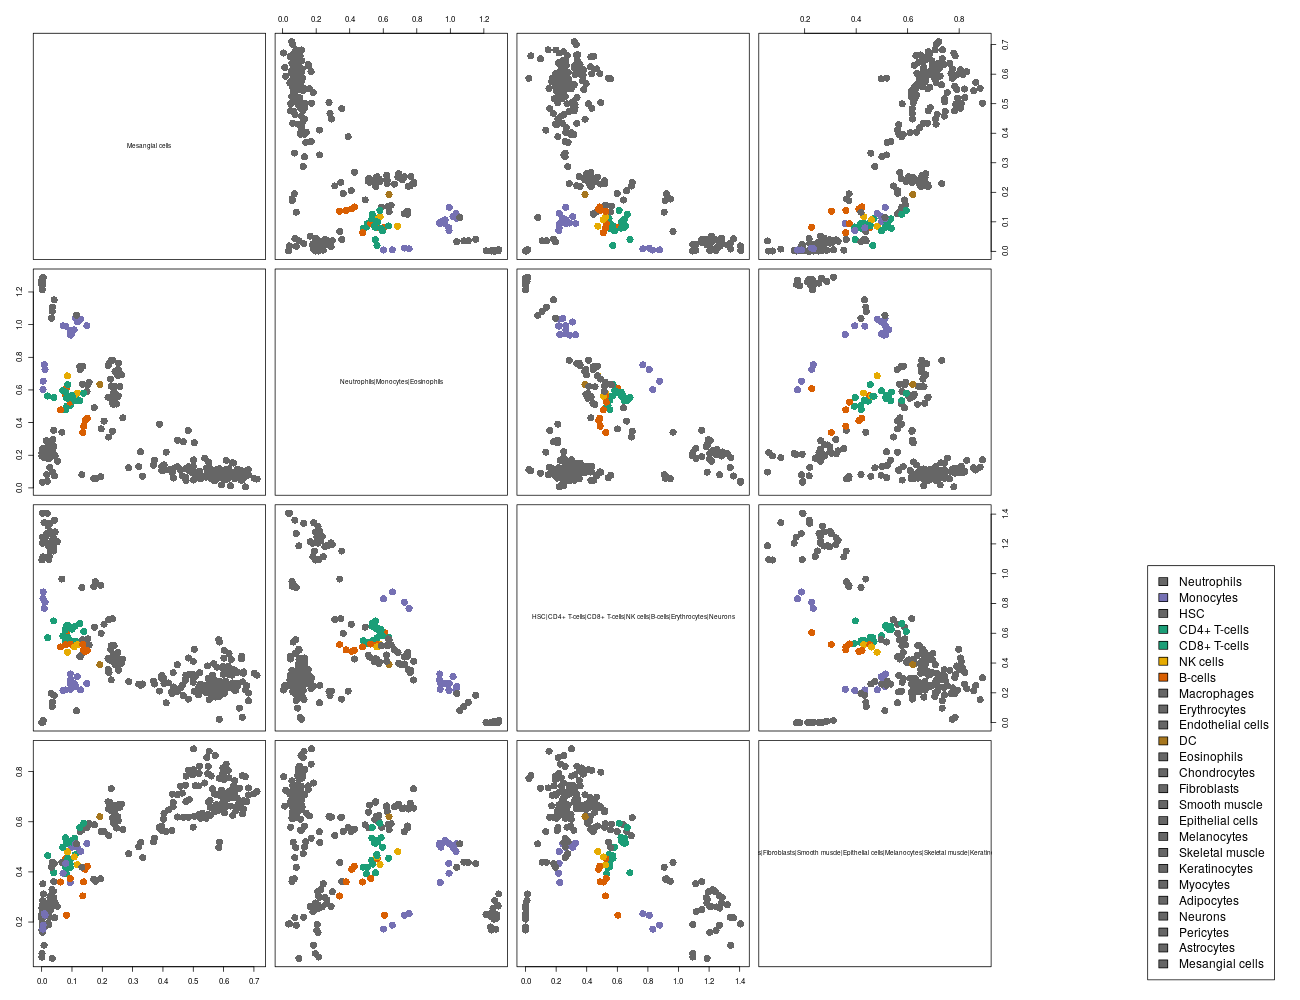 0.0 0.2 0.4 0.6 0.8 1.0 1.2
0.2 0.4 0.6 0.8
Mesangial cells
0.0 0.1 0.2 0.3 0.4 0.5 0.6 0.7
0.0 0.2 0.4 0.6 0.8 1.0 1.2
Neutrophils|Monocytes|Eosinophils
HSC|CD4+ T-cells|CD8+ T-cells|NK cells|B-cells|Erythrocytes|Neurons
0.0 0.2 0.4 0.6 0.8 1.0 1.2 1.4
0.2 0.4 0.6 0.8
s|Fibroblasts|Smooth muscle|Epithelial cells|Melanocytes|Skeletal muscle|Keratin
0.0 0.1 0.2 0.3 0.4 0.5 0.6 0.7
0.0 0.2 0.4 0.6 0.8 1.0 1.2 1.4
Neutrophils
Monocytes
HSC
CD4+ T-cells
CD8+ T-cells
NK cells
B-cells
Macrophages
Erythrocytes
Endothelial cells
DC
Eosinophils
Chondrocytes
Fibroblasts
Smooth muscle
Epithelial cells
Melanocytes
Skeletal muscle
Keratinocytes
Myocytes
Adipocytes
Neurons
Pericytes
Astrocytes
Mesangial cells